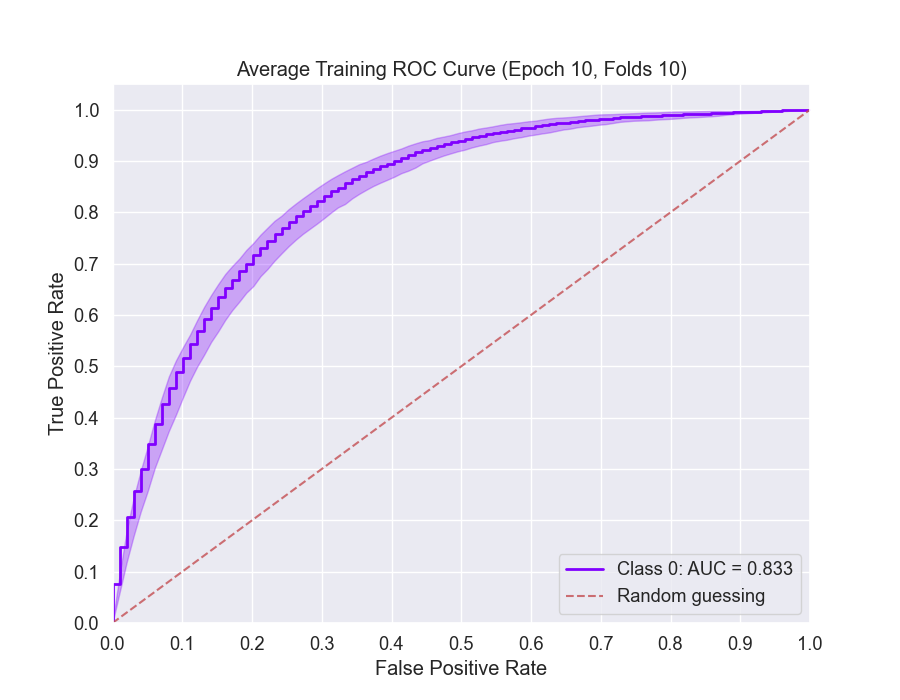 Average Training ROC Curve (Epoch 10, Folds 10)
True Positive Rate
1.0
0.9
0.8
0.7
0.6
0.5
0.4
0.3
0.2
0.1
0.0
Class 0: AUC = 0.833
Random guessing
0.0 0.1 0.2 0.3 0.4 0.5 0.6 0.7 0.8 0.9 1.0
False Positive Rate